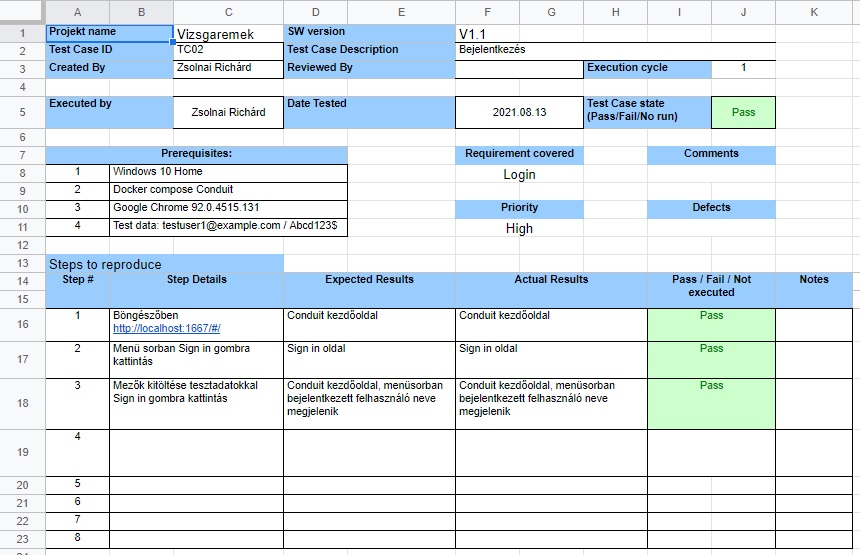 A B C D E F G H I J K
1 Projekt name Vizsgaremek SW version V1.1
2 Test Case ID TC02 Test Case Description Bejelentkezés
3 Created By Zsolnai Richárd Reviewed By Execution cycle 1
4
Executed by Date Tested Test Case state
5 Zsolnai Richárd 2021.08.13 (Pass/Fail/No run) Pass
6
7 Prerequisites: Requirement covered Comments
8 1 Windows 10 Home Login
9 2 Docker compose Conduit
10 3 Google Chrome 92.0.4515.131 Priority Defects
11 4 Test data: testuser1@example.com / Abcd123$ High
12
13 Steps to reproduce
14 Step # Step Details Expected Results Actual Results Pass / Fail / Not Notes
15 executed
1 Böngészőben Conduit kezdőoldal Conduit kezdőoldal Pass
16 http://localhost:1667/#/
2 Menü sorban Sign in gombra Sign in oldal Sign in oldal Pass
17 kattintás
3 Mezők kitöltése tesztadatokkal Conduit kezdőoldal, menüsorban Conduit kezdőoldal, menüsorban Pass
18 Sign in gombra kattintás bejelentkezett felhasználó neve bejelentkezett felhasználó neve
megjelenik megjelenik
19 4
20 5
21 6
22 7
23 8